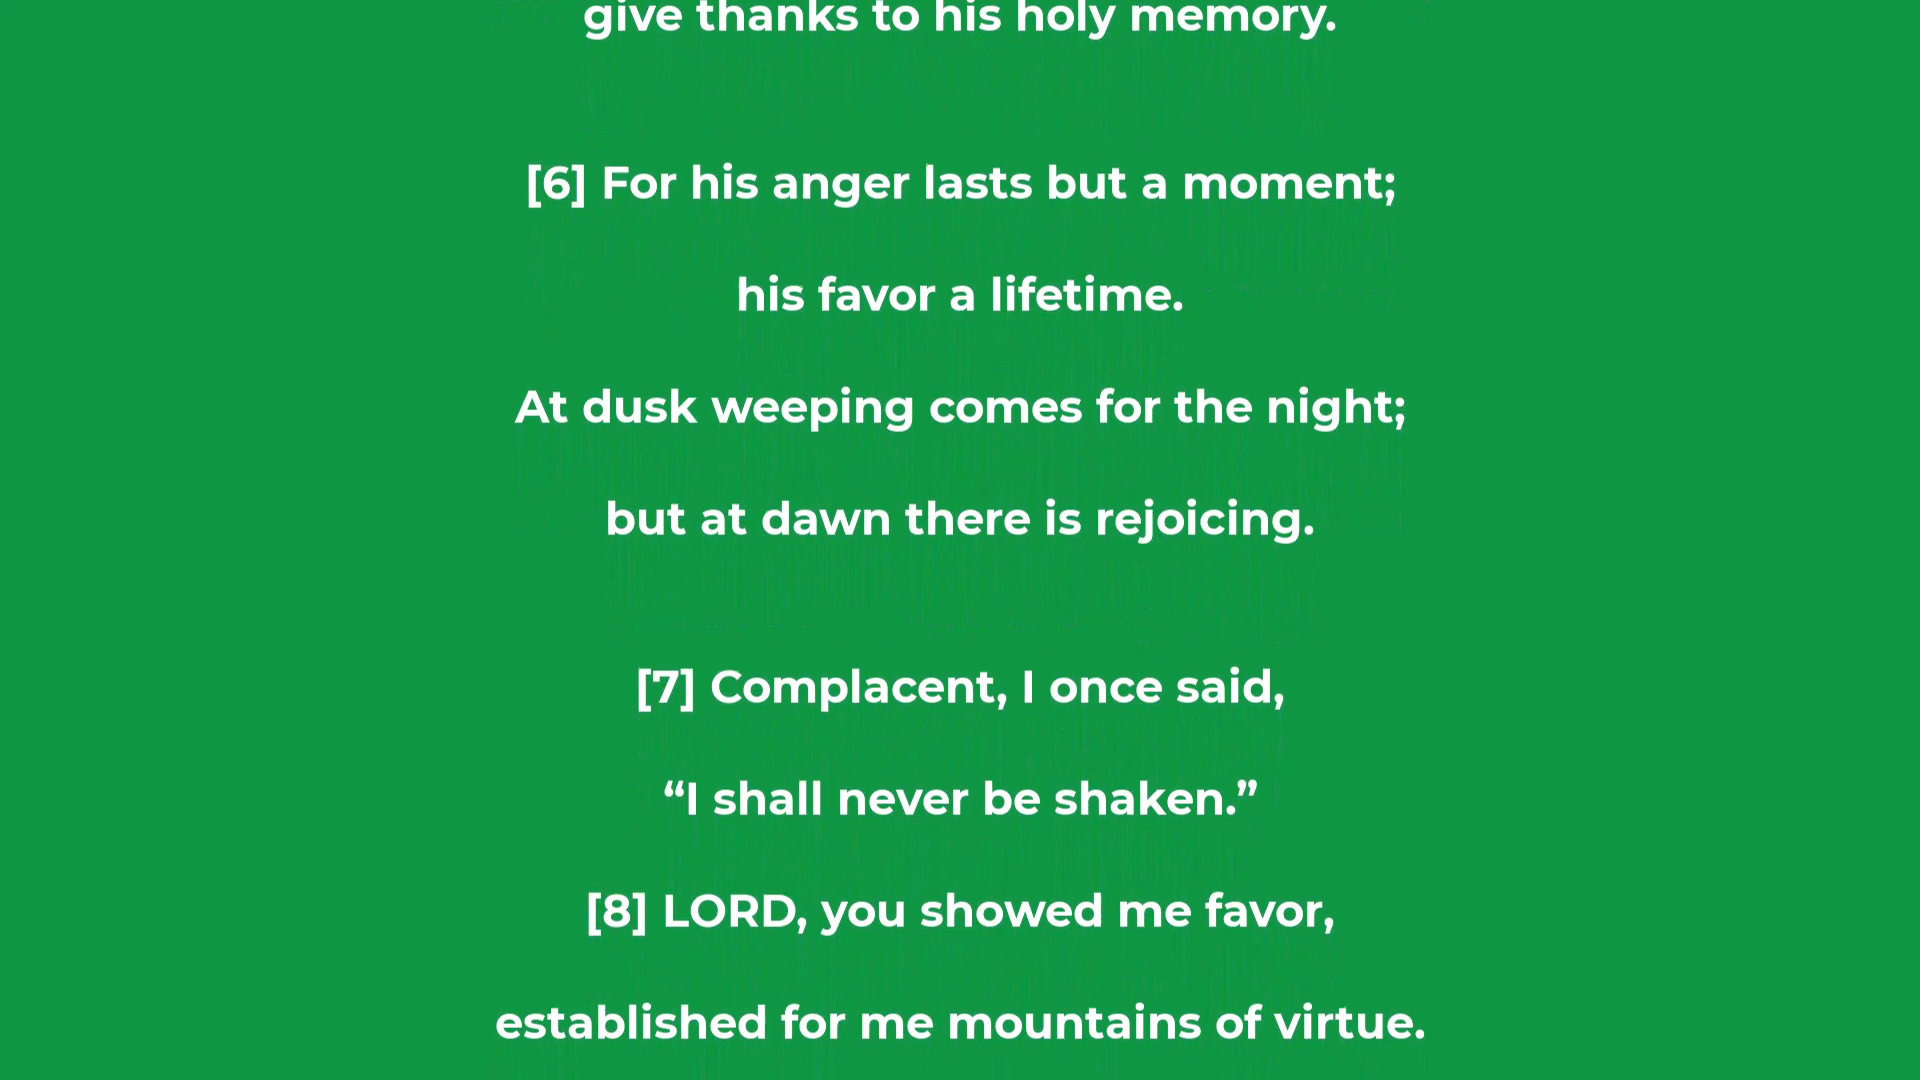 give thanks to his holy memory.
[6] For his anger lasts but a moment;
his favor a lifetime.
At dusk weeping comes for the night;
but at dawn there is rejoicing.
[7] Complacent, I once said,
“I shall never be shaken.”
[8] LORD, you showed me favor,
established for me mountains of virtue.